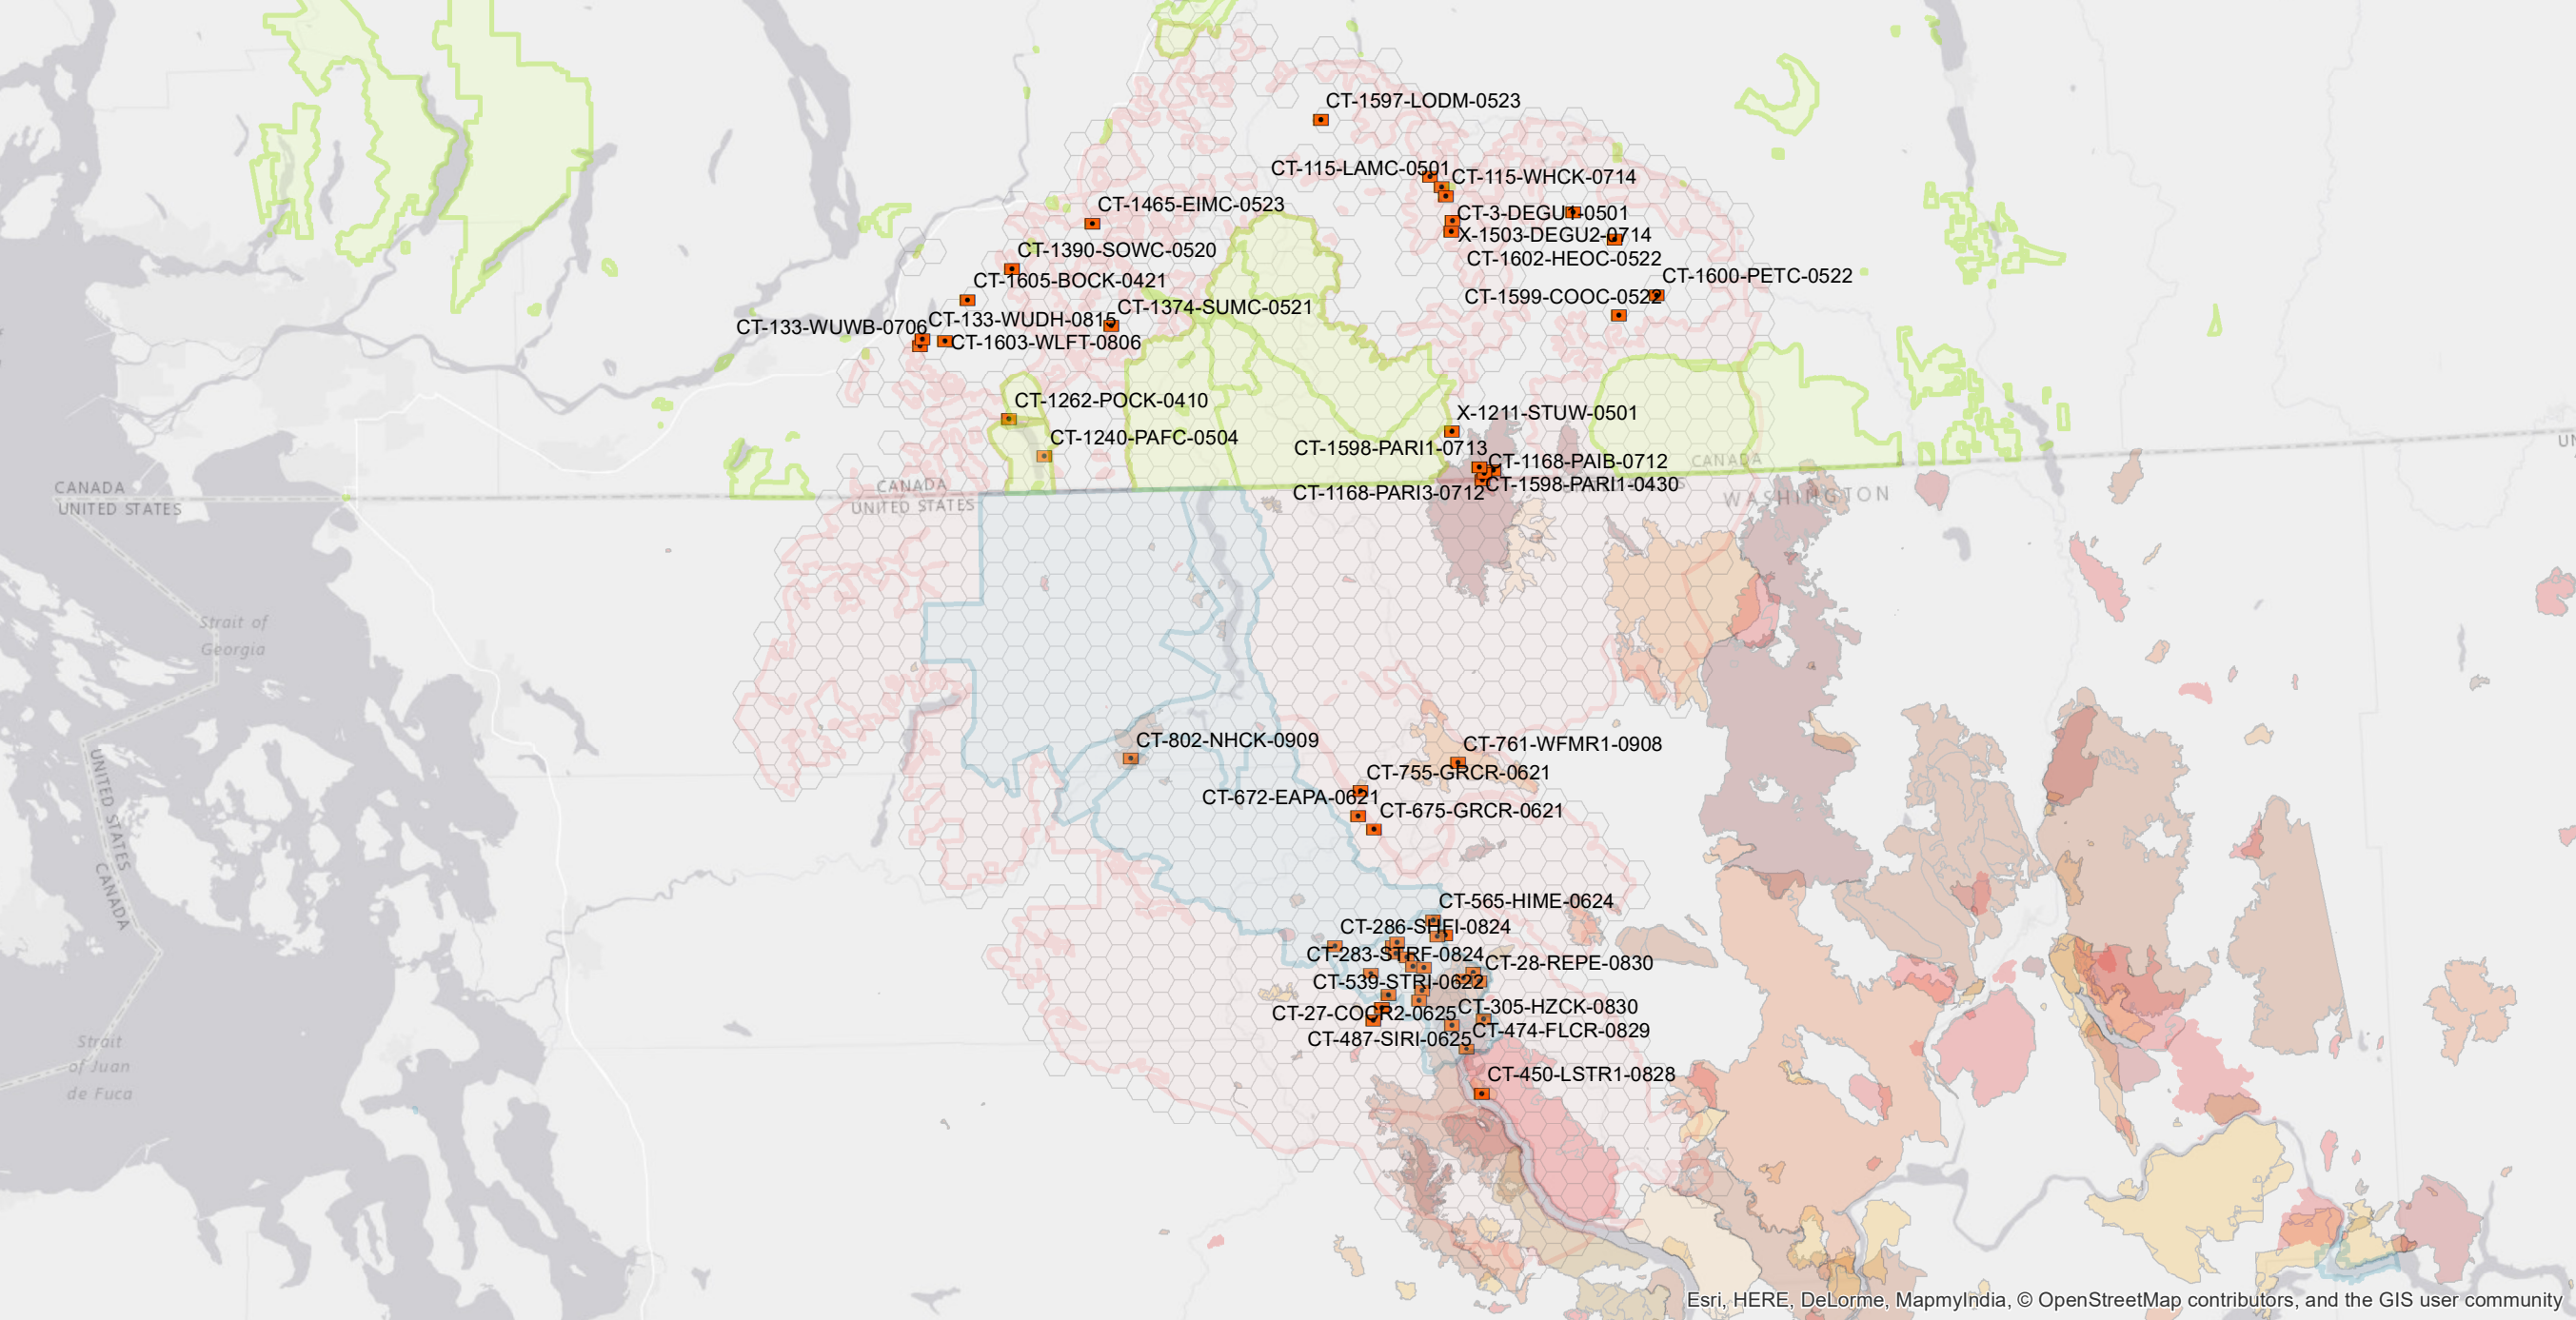 CT-1597-LODM-0523
CT-115-LAMC-0501
CT-115-WHCK-0714
CT-1465-EIMC-0523
CT-3-DEGU1-0501
X-1503-DEGU2-0714
CT-1390-SOWC-0520
CT-1602-HEOC-0522
CT-1605-BOCK-0421
CT-1600-PETC-0522
CT-1599-COOC-0522
CT-1374-SUMC-0521
CT-133-WUWB-0706
CT-133-WUDH-0815
CT-1603-WLFT-0806
CT-1262-POCK-0410
X-1211-STUW-0501
CT-1240-PAFC-0504
CT-1598-PARI1-0713
CT-1168-PAIB-0712
CANADA
CT-1168-PARI3-0712
CT-1598-PARI1-0430
WASHINGTON
CANADA
UNITED STATES
CANADA
UNITED STATES
Strait of
Georgia
CT-802-NHCK-0909
CT-761-WFMR1-0908
CT-755-GRCR-0621
CT-672-EAPA-0621
CT-675-GRCR-0621
UNITED STATES
CANADA
CT-565-HIME-0624
CT-286-SHFI-0824
CT-283-STRF-0824
CT-28-REPE-0830
CT-539-STRI-0622
CT-27-COCR2-0625
CT-305-HZCK-0830
CT-487-SIRI-0625
CT-474-FLCR-0829
CT-450-LSTR1-0828
Strait
of Juan
de Fuca
Esri, HERE, DeLorme, MapmyIndia, © OpenStreetMap contributors, and the GIS user community